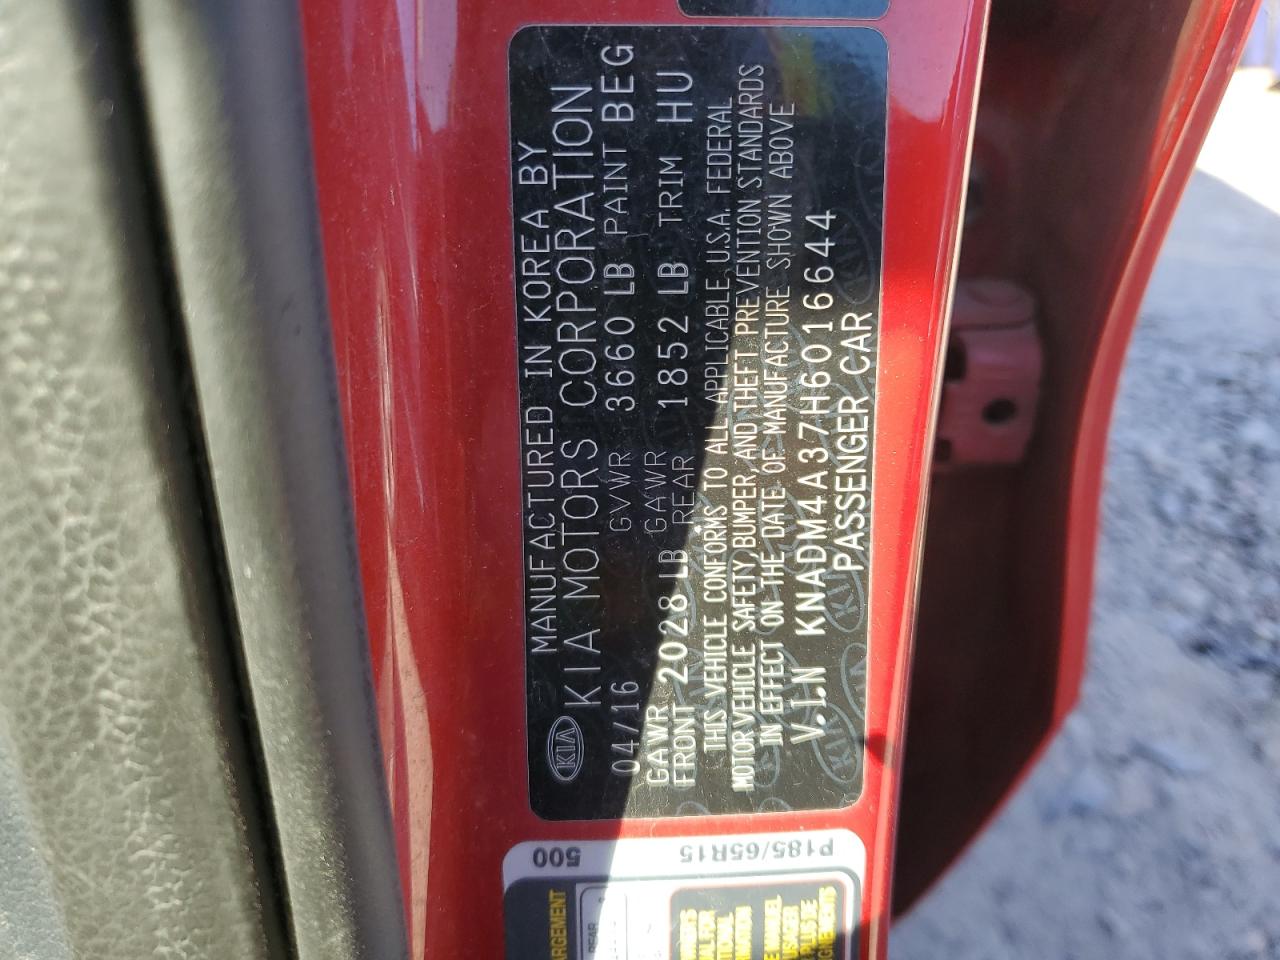 KIA
MANUFACTURED IN KOREA BY
KIA MOTORS CORPORATION
04/16 GVWR 3660 LB PAINT BEG
GAWR FRONT 2028 LB GAWR REAR 1852 LB TRIM HU
THIS VEHICLE CONFORMS TO ALL APPLICABLE U.S.A. FEDERAL
MOTOR VEHICLE SAFETY, BUMPER, AND THEFT PREVENTION STANDARDS
IN EFFECT ON THE DATE OF MANUFACTURE SHOWN ABOVE
V.I.N KNADM4A37H6016644
PASSENGER CAR
P185/65R15
500
REAR